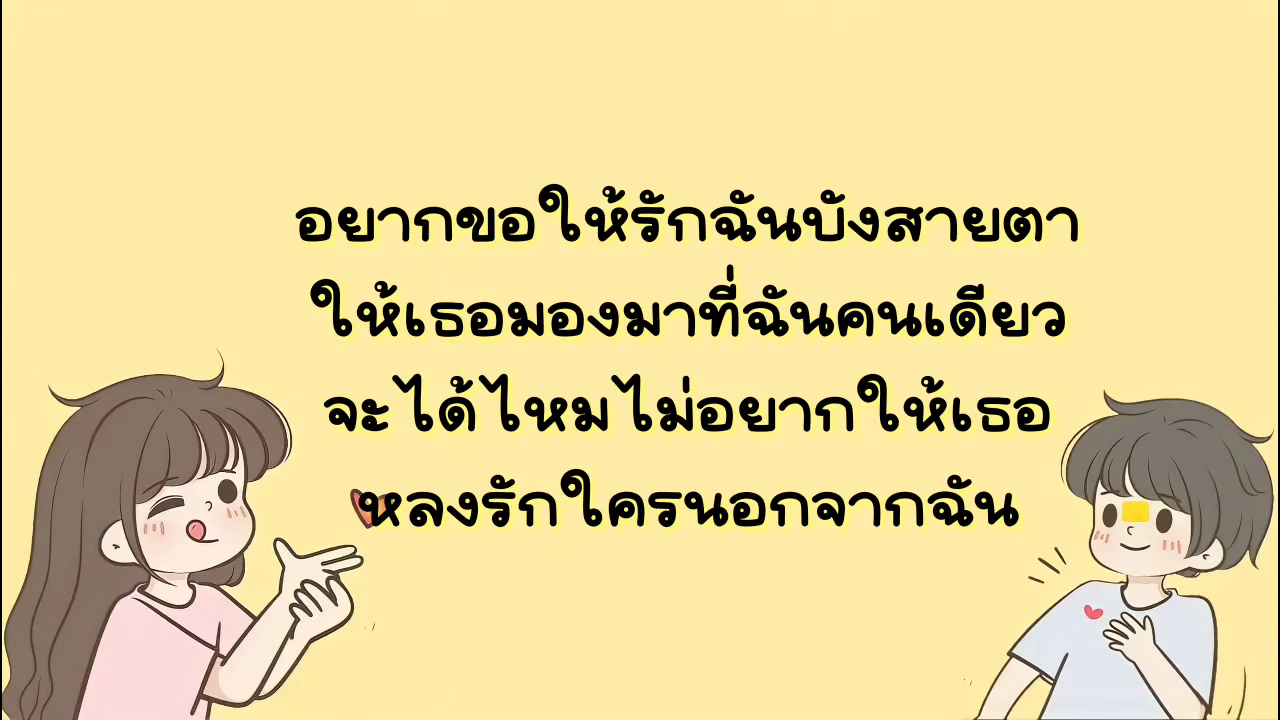 อยากขอให้รักฉันบังสายตา
ให้เธอมองมาที่ฉันคนเดียว
จะได้ไหมไม่อยากให้เธอ
หลงรักใครนอกจากฉัน